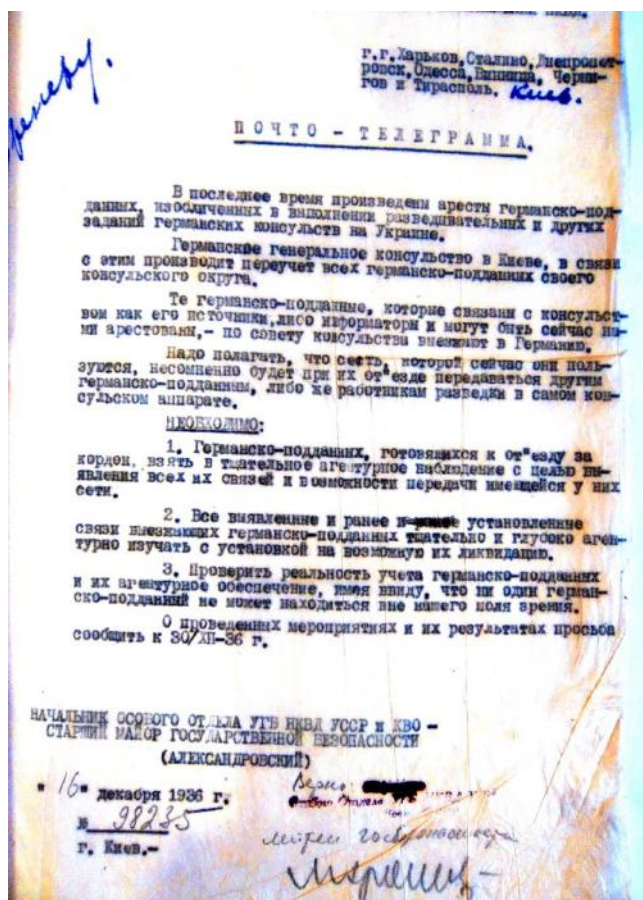 г.г. Харьков, Сталино, Днепропет-
ровск, Одесса, Винница, Черни-
гов и Тирасполь. Киев.
ПОЧТО - ТЕЛЕГРАММА.
В последнее время произведены аресты германско-под-
данных, изобличенных в выполнении разведывательных и других
заданий германских консульств на Украине.
Германское генеральное консульство в Киеве, в связи
с этим производит переучет всех германско-подданных своего
консульского округа.
Те германско-подданные, которые связаны с консульст-
вом как его источники, либо информаторы и могут быть сейчас на-
ми арестованы,- по совету консульства выезжают в Германию.
Надо полагать, что сеть, которой сейчас они поль-
зуются, несомненно будет при их от"езде передаваться другим
германско-подданным, либо же работникам разведки в самом кон-
сульском аппарате.
НЕОБХОДИМО:
1. Германско-подданных, готовящихся к от"езду за
кордон, взять в тщательное агентурное наблюдение с целью вы-
явления всех их связей и возможности передачи имеющейся у них
сети.
2. Все выявленные и ранее установленные
связи выезжающих германско-подданных тщательно и глубоко аген-
турно изучать с установкой на возможную их ликвидацию.
3. Проверить реальность учета германско-подданных
и их агентурное обеспечение, имея ввиду, что ни один герман-
ско-подданный не может находиться вне нашего поля зрения.
О проведенных мероприятиях и их результатах просьба
сообщить к 30/XII-36 г.
НАЧАЛЬНИК ОСОБОГО ОТДЕЛА УГБ НКВД УССР и КВО -
СТАРШИЙ МАЙОР ГОСУДАРСТВЕННОЙ БЕЗОПАСНОСТИ
(АЛЕКСАНДРОВСКИЙ)
"16" декабря 1936 г.
Верно:
№ 98235
г. Киев.-